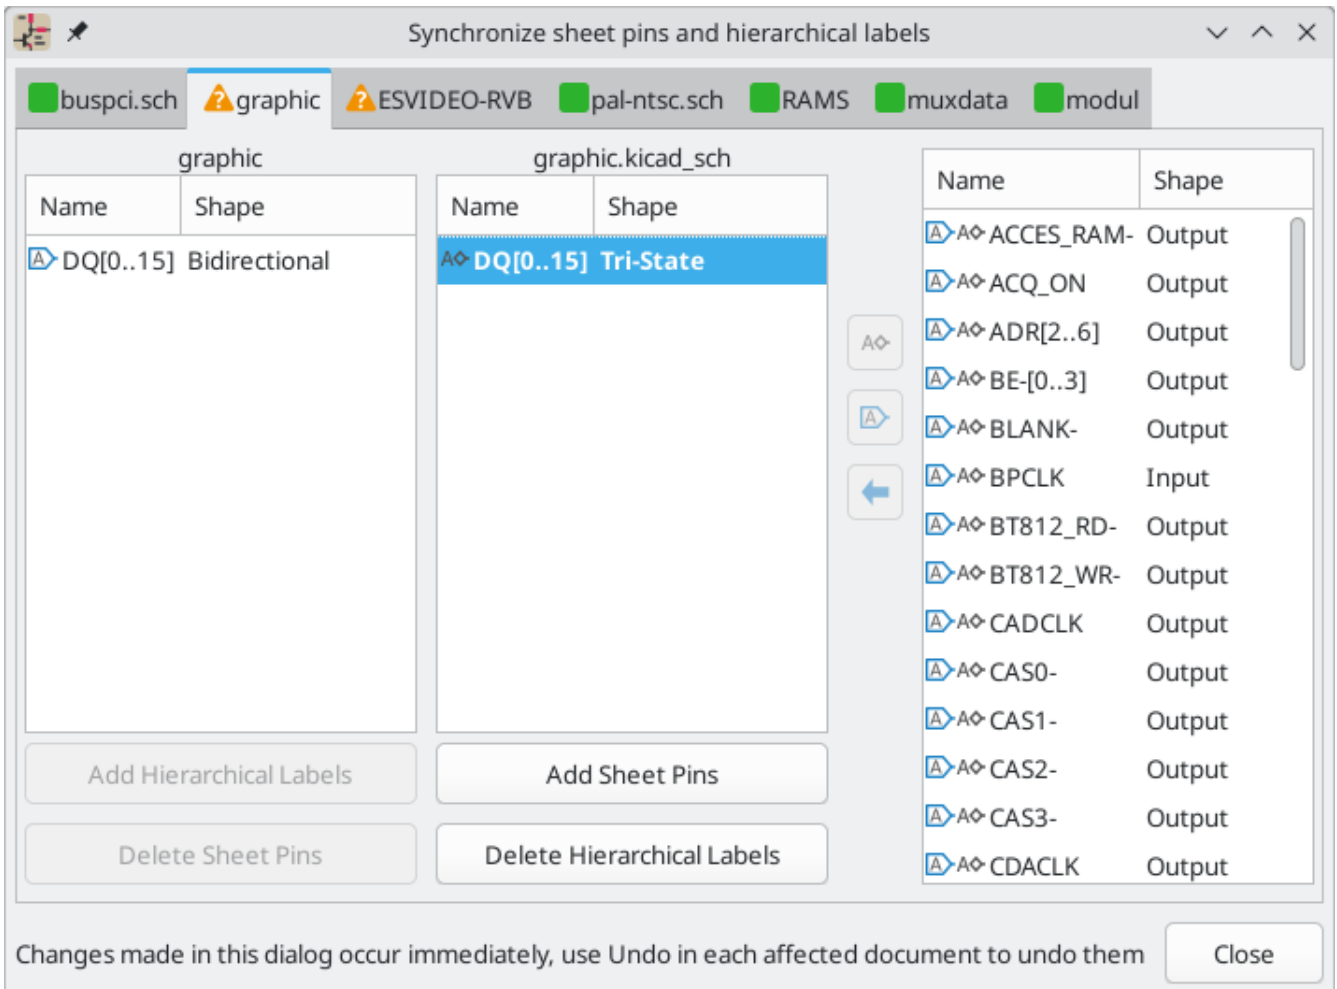 Synchronize sheet pins and hierarchical labels
buspci.sch graphic ESVIDEO-RVB pal-ntsc.sch RAMS muxdata modul
graphic
Name Shape
DQ[0..15] Bidirectional
Add Hierarchical Labels
Delete Sheet Pins
graphic.kicad_sch
Name Shape
DQ[0..15] Tri-State
Add Sheet Pins
Delete Hierarchical Labels
Name Shape
ACCES_RAM- Output
ACQ_ON Output
ADR[2..6] Output
BE-[0..3] Output
BLANK- Output
BPCLK Input
BT812_RD- Output
BT812_WR- Output
CADCLK Output
CAS0- Output
CAS1- Output
CAS2- Output
CAS3- Output
CDACLK Output
Changes made in this dialog occur immediately, use Undo in each affected document to undo them
Close